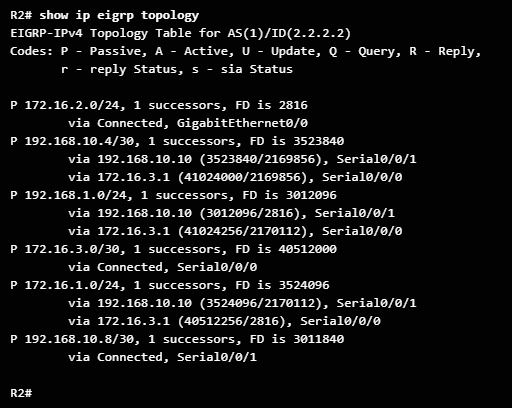 R2# show ip eigrp topology
EIGRP-IPv4 Topology Table for AS(1)/ID(2.2.2.2)
Codes: P - Passive, A - Active, U - Update, Q - Query, R - Reply,
r - reply Status, s - sia Status
P 172.16.2.0/24, 1 successors, FD is 2816
via Connected, GigabitEthernet0/0
P 192.168.10.4/30, 1 successors, FD is 3523840
via 192.168.10.10 (3523840/2169856), Serial0/0/1
via 172.16.3.1 (41024000/2169856), Serial0/0/0
P 192.168.1.0/24, 1 successors, FD is 3012096
via 192.168.10.10 (3012096/2816), Serial0/0/1
via 172.16.3.1 (41024256/2170112), Serial0/0/0
P 172.16.3.0/30, 1 successors, FD is 40512000
via Connected, Serial0/0/0
P 172.16.1.0/24, 1 successors, FD is 3524096
via 192.168.10.10 (3524096/2170112), Serial0/0/1
via 172.16.3.1 (40512256/2816), Serial0/0/0
P 192.168.10.8/30, 1 successors, FD is 3011840
via Connected, Serial0/0/1
R2#